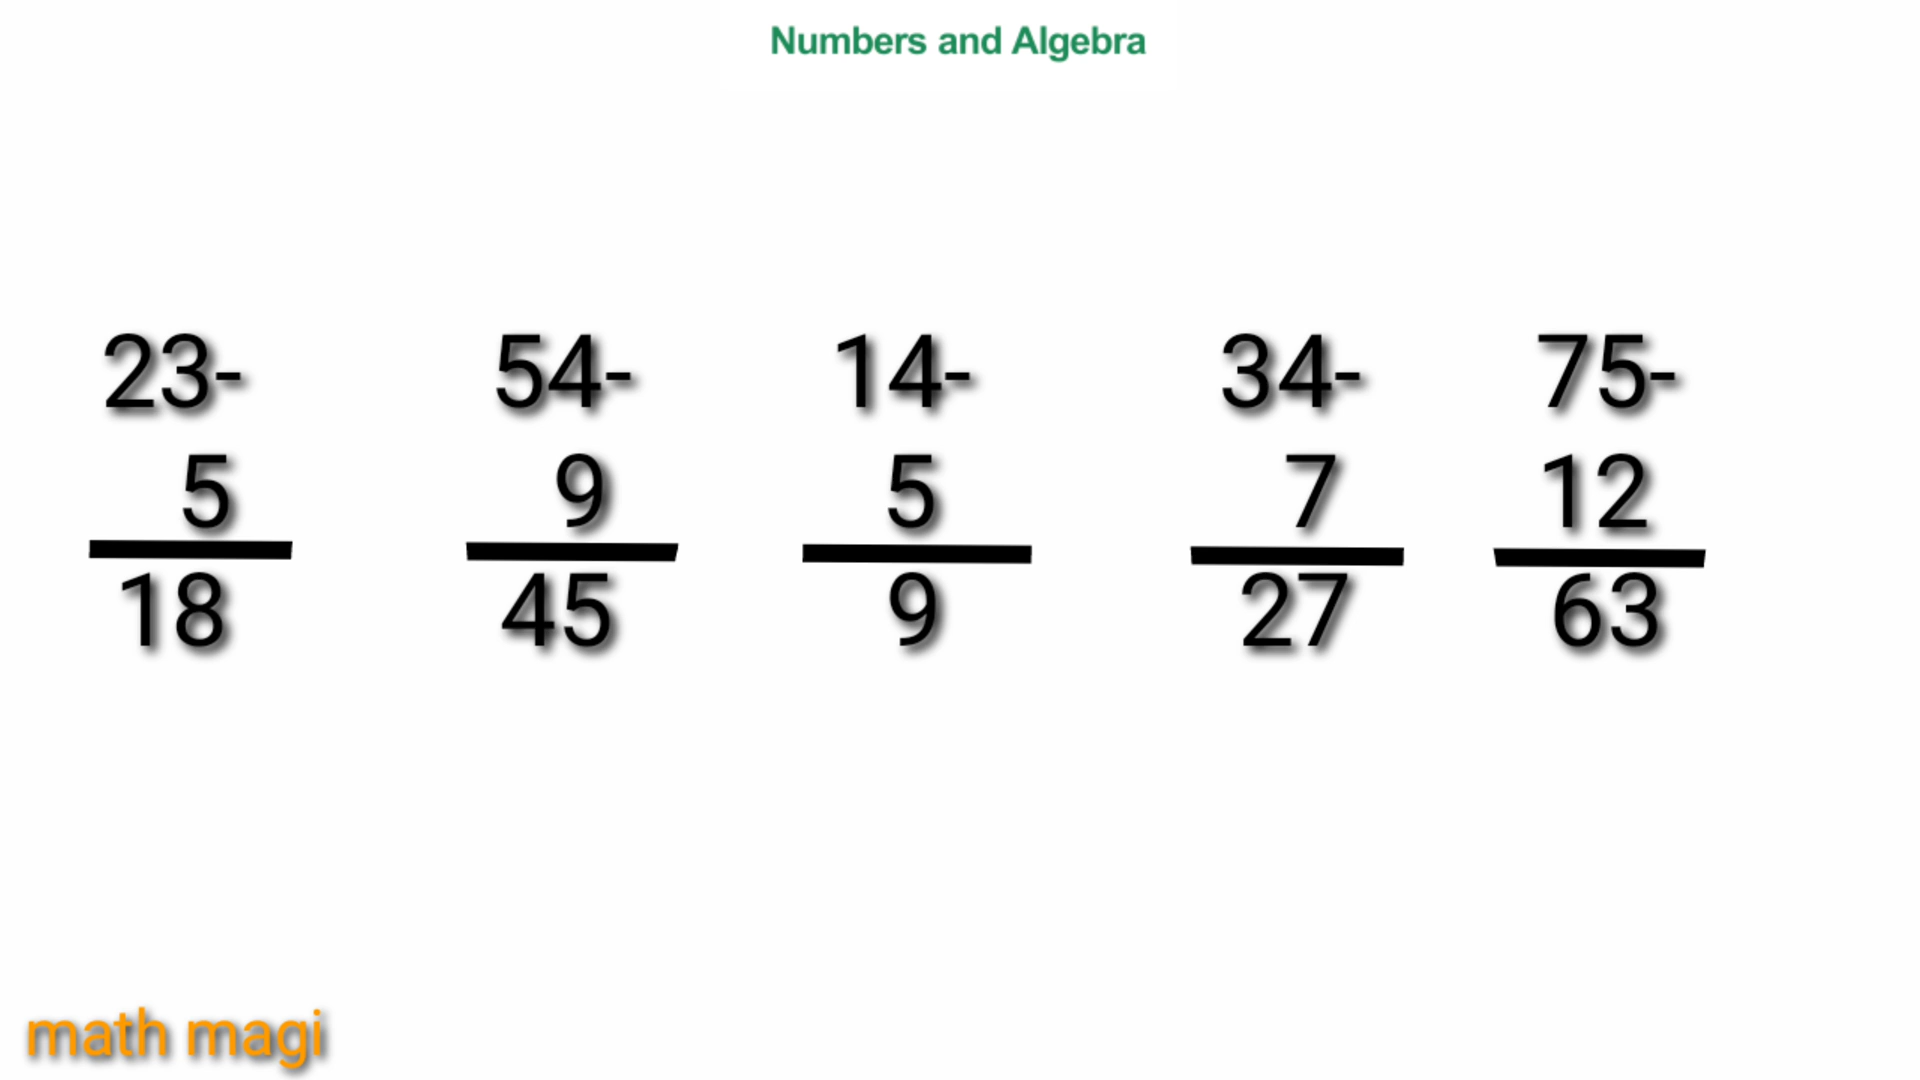 Numbers and Algebra
23- 54- 14- 34- 75-
5 9 5 7 12
18 45 9 27 63
math magi